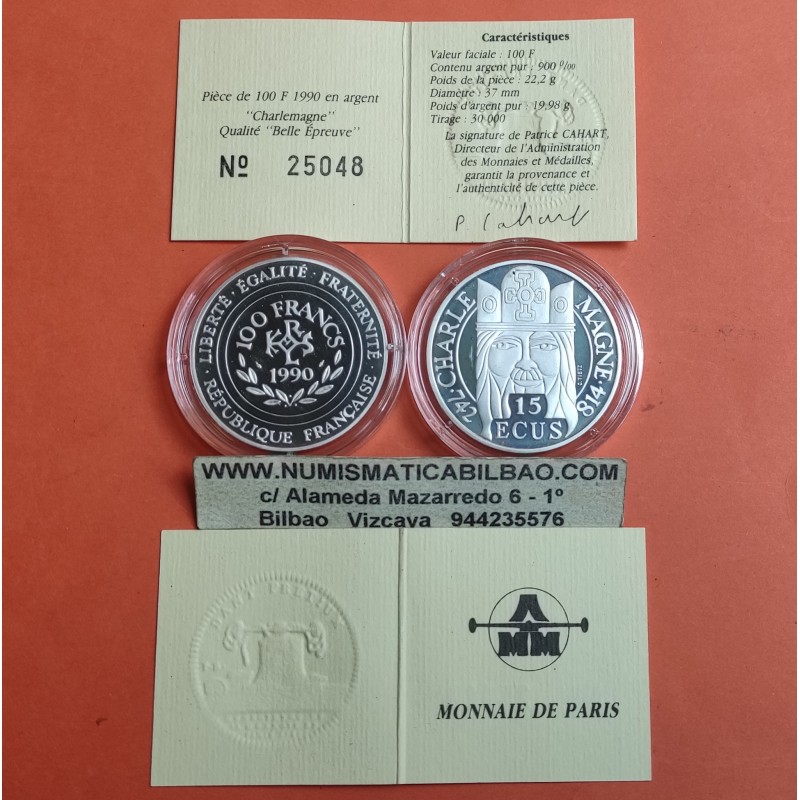 Pièce de 100 F 1990 en argent
"Charlemagne"
Qualité "Belle Épreuve"
Nº 25048
Caractéristiques
Valeur faciale : 100 F
Contenu argent pur : 900 ‰
Poids de la pièce : 22,2 g
Diamètre : 37 mm
Poids d'argent pur : 19,98 g
Tirage : 30 000
La signature de Patrice CAHART,
Directeur de l'Administration
des Monnaies et Médailles,
garantit la provenance et
l'authenticité de cette pièce.
P Cahart
LIBERTÉ · ÉGALITÉ · FRATERNITÉ
· RÉPUBLIQUE FRANÇAISE ·
100 FRANCS
K R L S
1990
CHARLE MAGNE
742 814
15
ECUS
WWW.NUMISMATICABILBAO.COM
c/ Alameda Mazarredo 6 - 1º
Bilbao Vizcaya 944235576
AMM
MONNAIE DE PARIS